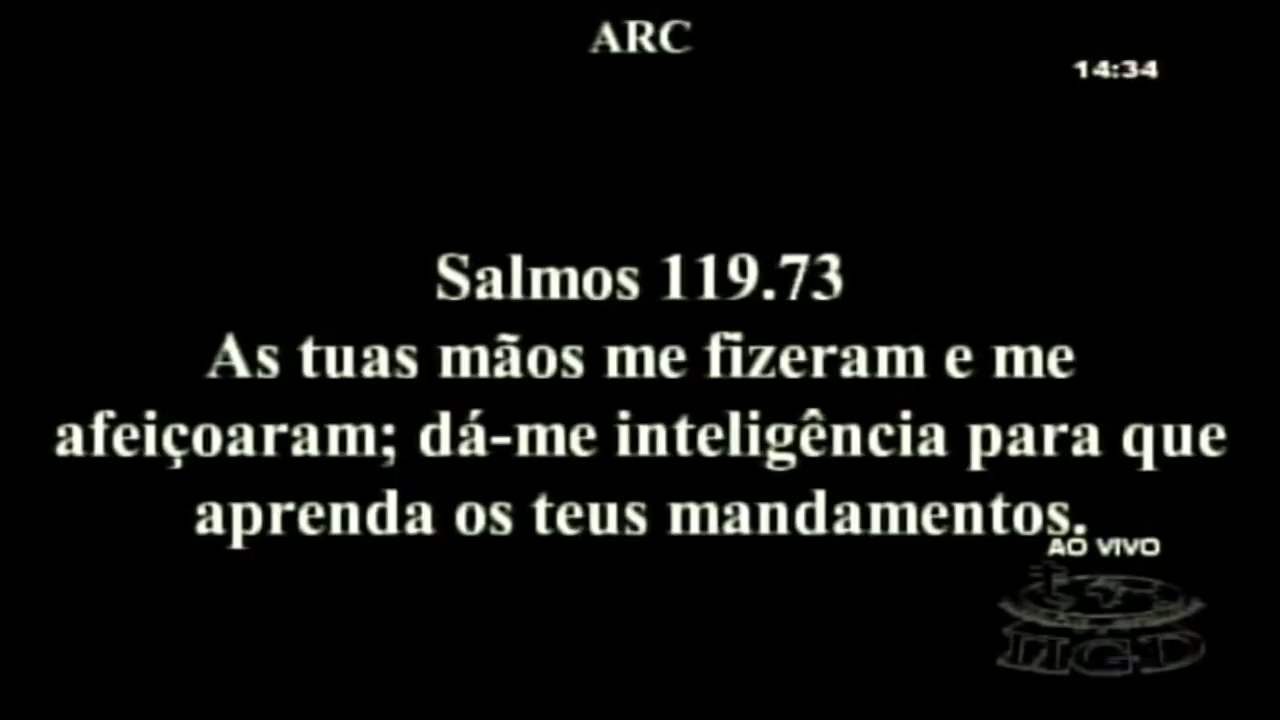 ARC
14:34
Salmos 119.73
As tuas mãos me fizeram e me
afeiçoaram; dá-me inteligência para que
aprenda os teus mandamentos.
AO VIVO
IIGD